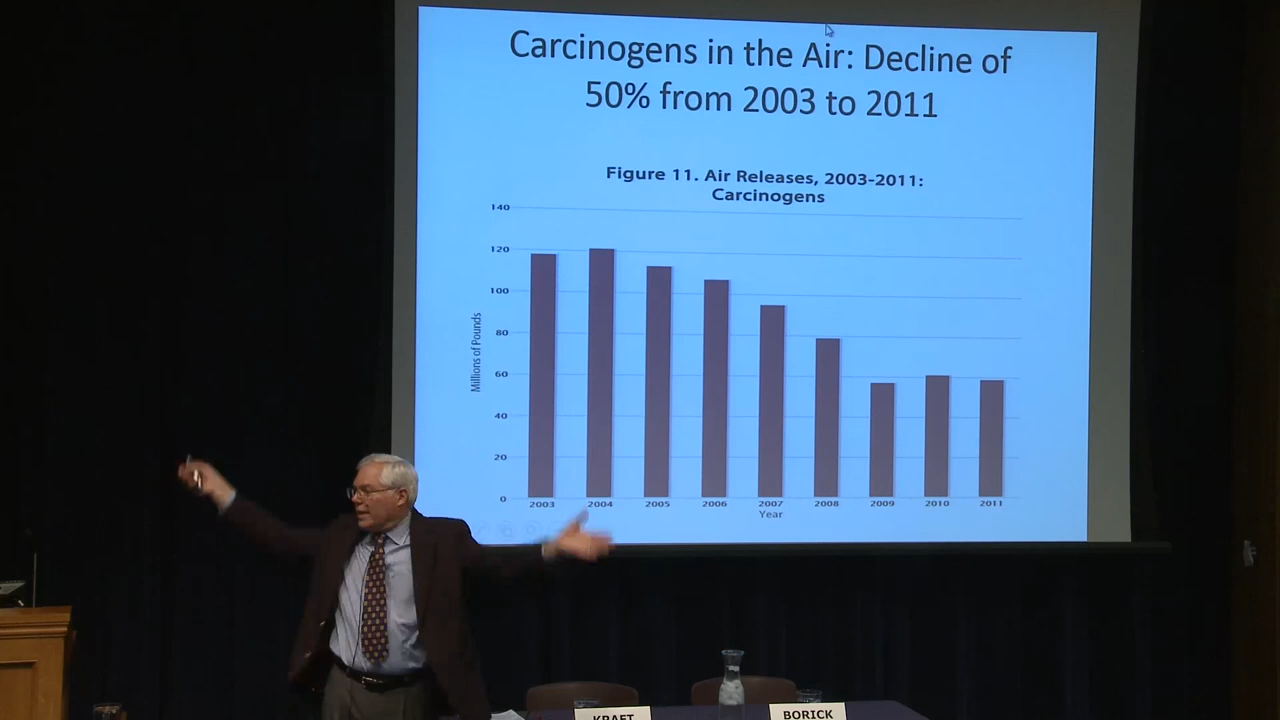 Carcinogens in the Air: Decline of
50% from 2003 to 2011
Figure 11. Air Releases, 2003-2011:
Carcinogens
140
120
100
80
60
40
20
0
Millions of Pounds
2003 2004 2005 2006 2007 2008 2009 2010 2011
Year
KRAFT
BORICK